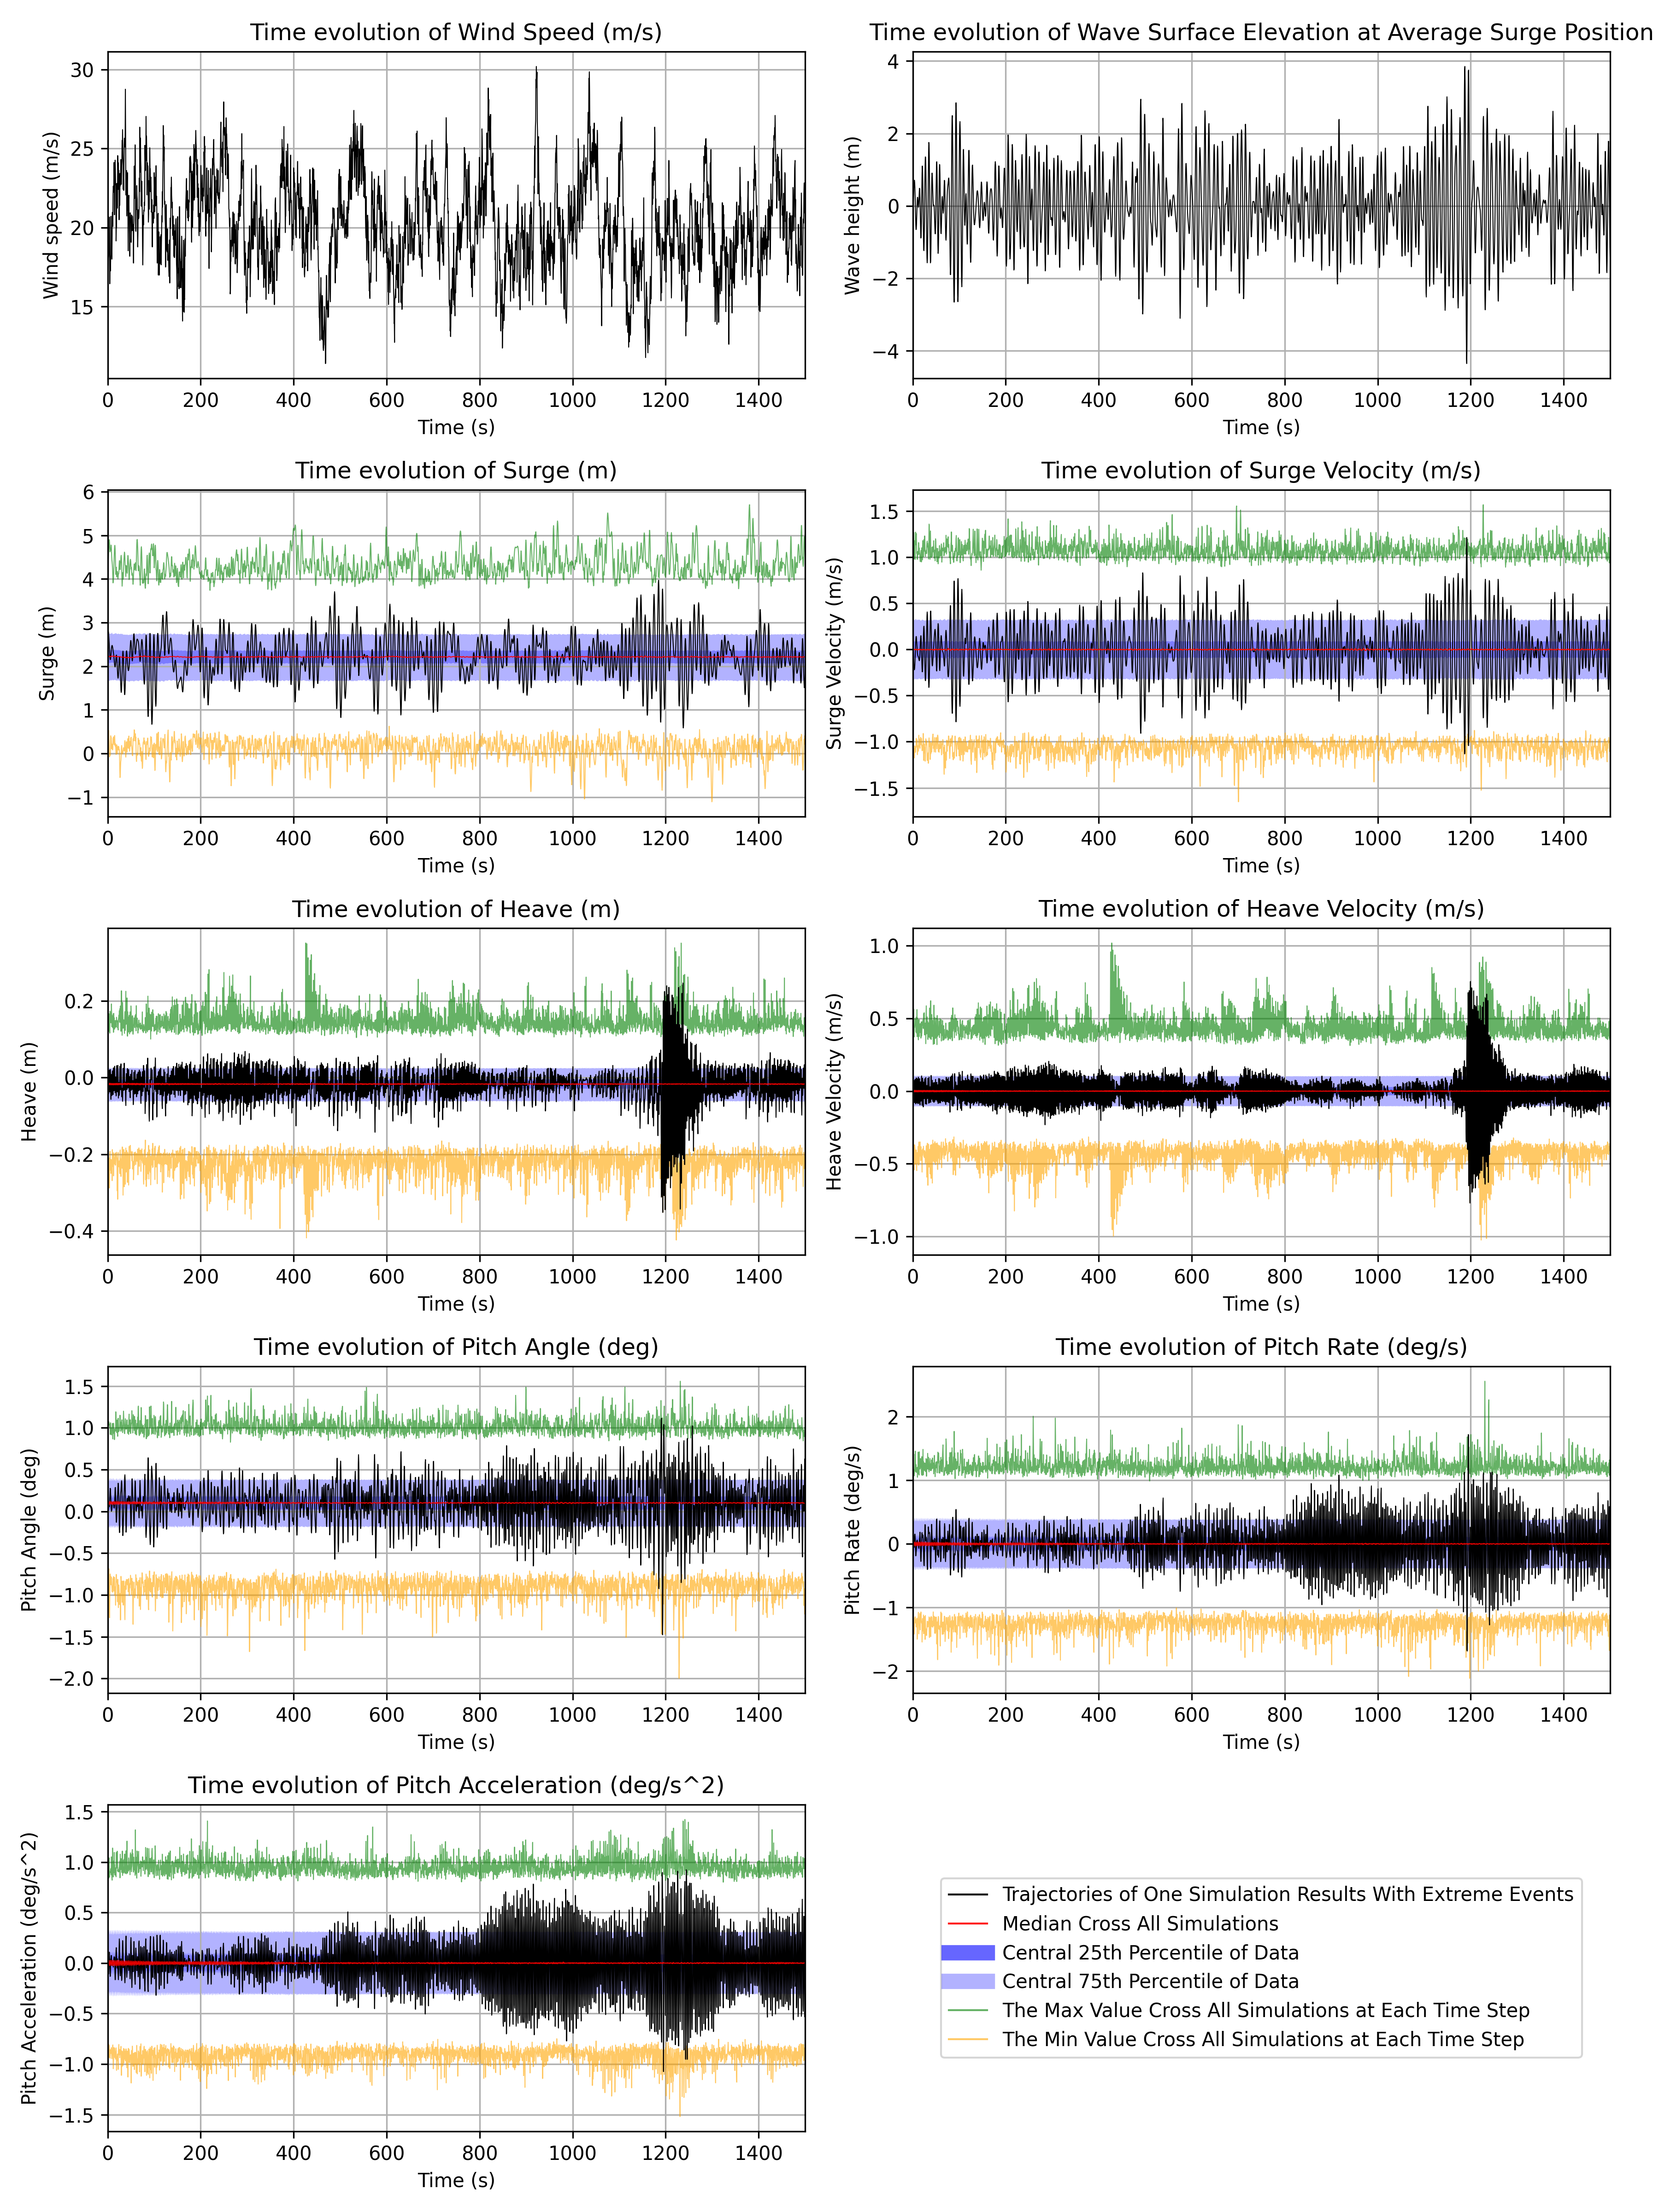 Time evolution of Wind Speed (m/s)
Wind speed (m/s)
30
25
20
15
0 200 400 600 800 1000 1200 1400
Time (s)
Time evolution of Wave Surface Elevation at Average Surge Position
Wave height (m)
4
2
0
−2
−4
0 200 400 600 800 1000 1200 1400
Time (s)
Time evolution of Surge (m)
Surge (m)
6
5
4
3
2
1
0
−1
0 200 400 600 800 1000 1200 1400
Time (s)
Time evolution of Surge Velocity (m/s)
Surge Velocity (m/s)
1.5
1.0
0.5
0.0
−0.5
−1.0
−1.5
0 200 400 600 800 1000 1200 1400
Time (s)
Time evolution of Heave (m)
Heave (m)
0.2
0.0
−0.2
−0.4
0 200 400 600 800 1000 1200 1400
Time (s)
Time evolution of Heave Velocity (m/s)
Heave Velocity (m/s)
1.0
0.5
0.0
−0.5
−1.0
0 200 400 600 800 1000 1200 1400
Time (s)
Time evolution of Pitch Angle (deg)
Pitch Angle (deg)
1.5
1.0
0.5
0.0
−0.5
−1.0
−1.5
−2.0
0 200 400 600 800 1000 1200 1400
Time (s)
Time evolution of Pitch Rate (deg/s)
Pitch Rate (deg/s)
2
1
0
−1
−2
0 200 400 600 800 1000 1200 1400
Time (s)
Time evolution of Pitch Acceleration (deg/s^2)
Pitch Acceleration (deg/s^2)
1.5
1.0
0.5
0.0
−0.5
−1.0
−1.5
0 200 400 600 800 1000 1200 1400
Time (s)
Trajectories of One Simulation Results With Extreme Events
Median Cross All Simulations
Central 25th Percentile of Data
Central 75th Percentile of Data
The Max Value Cross All Simulations at Each Time Step
The Min Value Cross All Simulations at Each Time Step